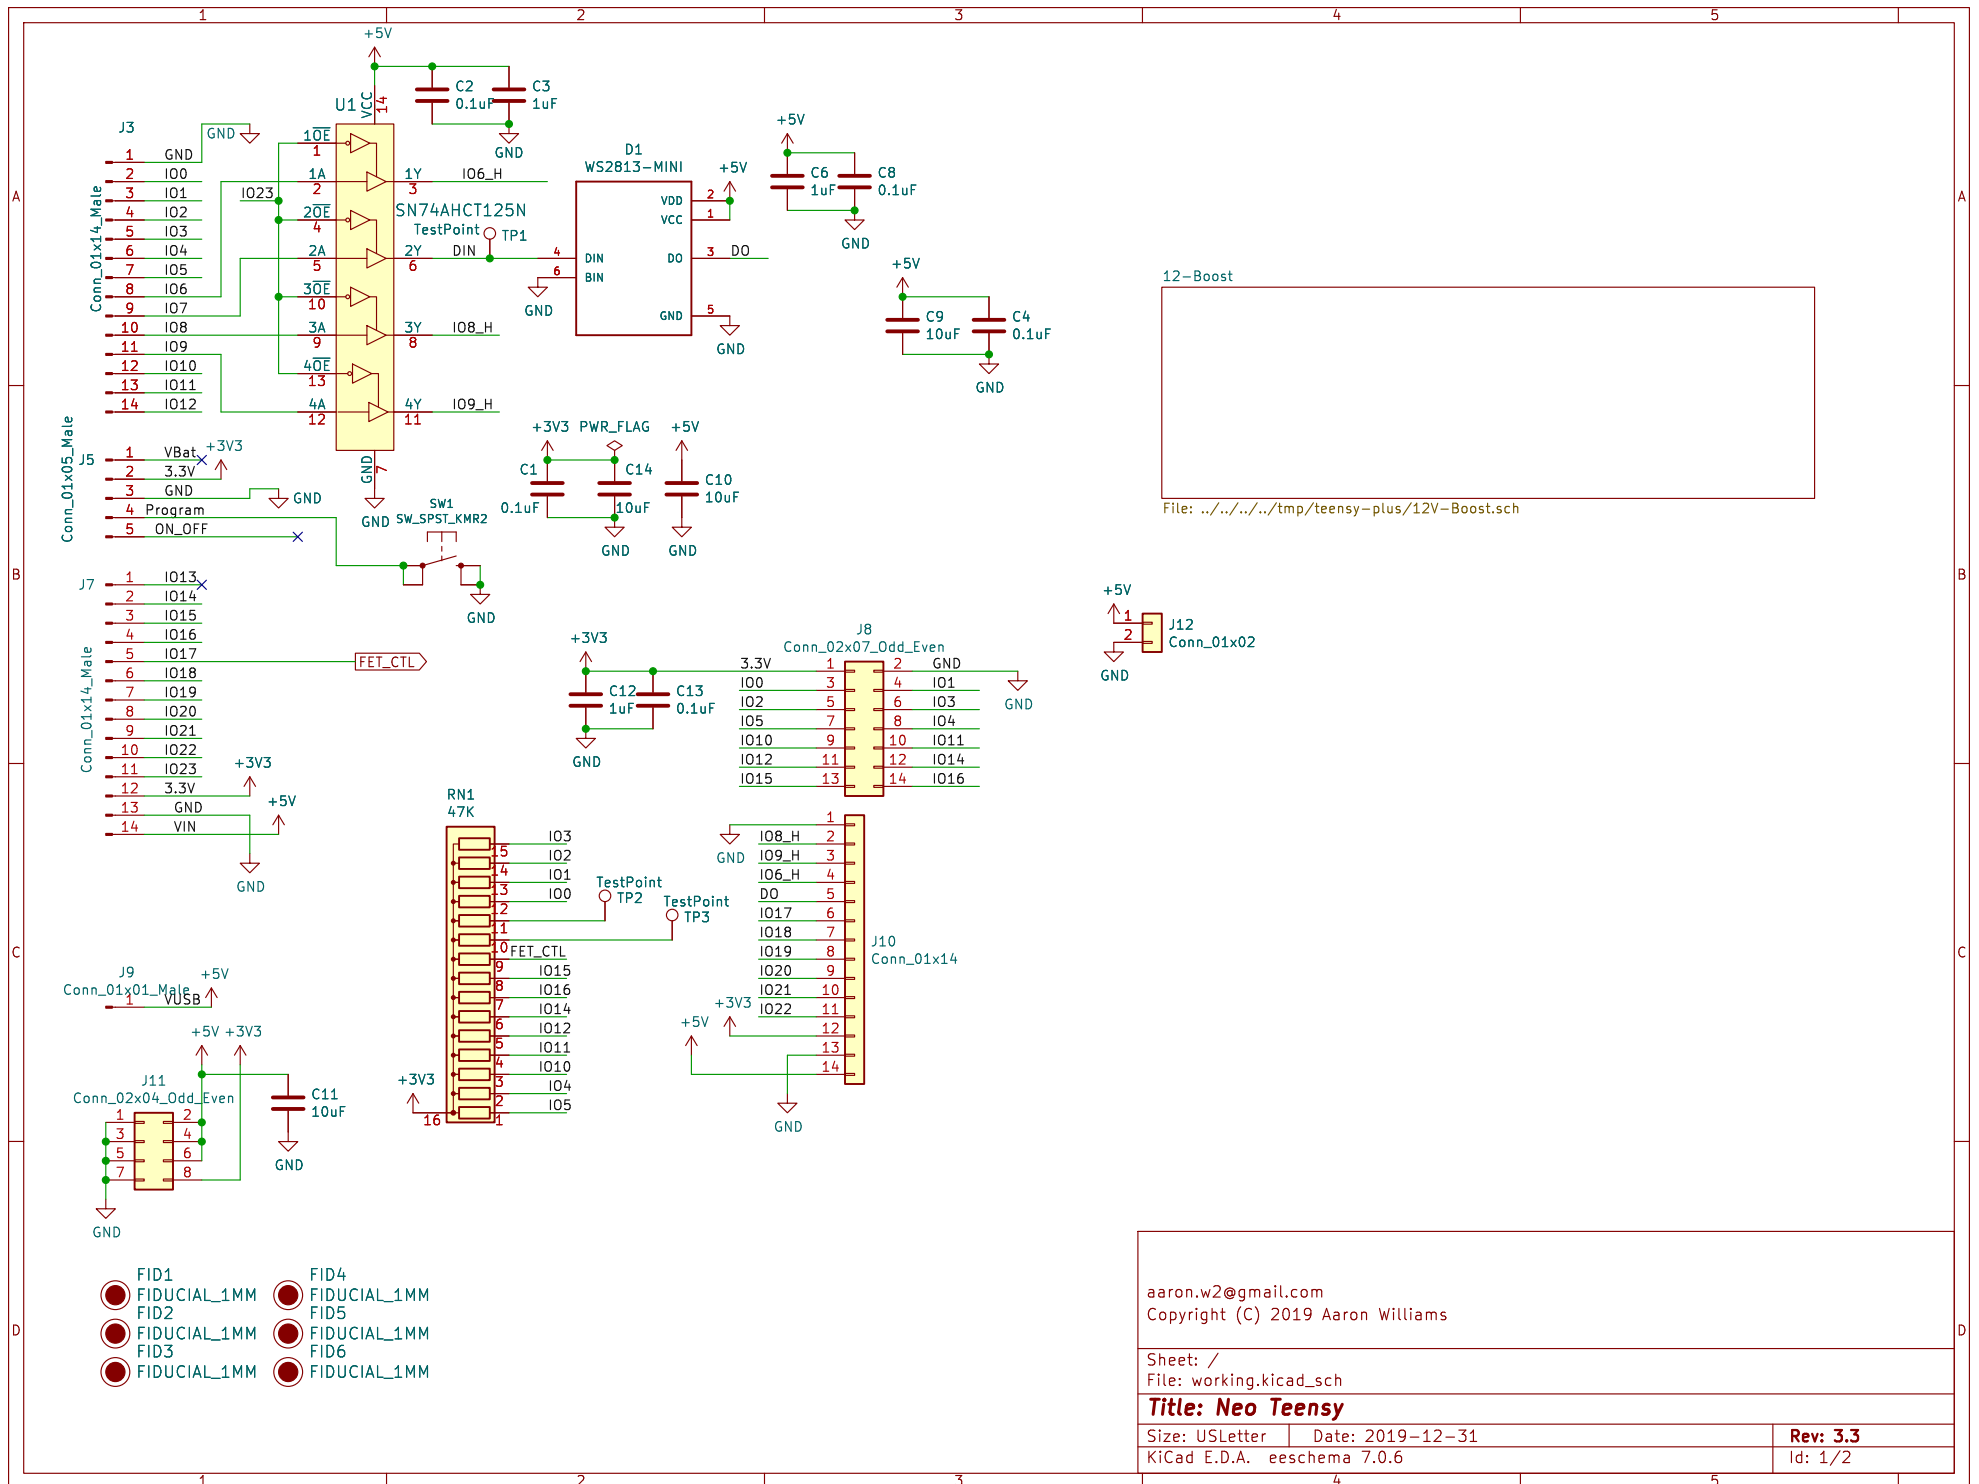 1 2 3 4 5
A B C D
A B C D
1 2 3 4 5
J3
Conn_01x14_Male
1 GND
2 IO0
3 IO1
4 IO2
5 IO3
6 IO4
7 IO5
8 IO6
9 IO7
10 IO8
11 IO9
12 IO10
13 IO11
14 IO12
GND
IO23
+5V
U1
VCC
14
1OE
1
1A
2
2OE
4
2A
5
3OE
10
3A
9
4OE
13
4A
12
1Y
3
IO6_H
SN74AHCT125N
2Y
6
DIN
3Y
8
IO8_H
4Y
11
IO9_H
GND
7
GND
C2
0.1uF
C3
1uF
GND
TestPoint
TP1
D1
WS2813-MINI
4 DIN
6 BIN
VDD 2
VCC 1
DO 3
GND 5
+5V
DO
GND
GND
+5V
C6
1uF
C8
0.1uF
GND
+5V
C9
10uF
C4
0.1uF
GND
12-Boost
File: ../../../../tmp/teensy-plus/12V-Boost.sch
J5
Conn_01x05_Male
1 VBat
2 3.3V
3 GND
4 Program
5 ON_OFF
+3V3
GND
SW1
SW_SPST_KMR2
GND
+3V3
PWR_FLAG
+5V
C1
0.1uF
C14
10uF
C10
10uF
GND
GND
J7
Conn_01x14_Male
1 IO13
2 IO14
3 IO15
4 IO16
5 IO17
6 IO18
7 IO19
8 IO20
9 IO21
10 IO22
11 IO23
12 3.3V
13 GND
14 VIN
FET_CTL
+3V3
+5V
GND
+3V3
C12
1uF
C13
0.1uF
GND
J8
Conn_02x07_Odd_Even
3.3V 1 2 GND
IO0 3 4 IO1
IO2 5 6 IO3
IO5 7 8 IO4
IO10 9 10 IO11
IO12 11 12 IO14
IO15 13 14 IO16
GND
+5V
1
2
J12
Conn_01x02
GND
RN1
47K
15 IO3
14 IO2
13 IO1
12 IO0
11
10
9 FET_CTL
8 IO15
7 IO16
6 IO14
5 IO12
4 IO11
3 IO10
2 IO4
1 IO5
16
+3V3
TestPoint
TP2
TestPoint
TP3
GND
1
IO8_H 2
IO9_H 3
IO6_H 4
DO 5
IO17 6
IO18 7
IO19 8
IO20 9
IO21 10
IO22 11
12
13
14
J10
Conn_01x14
+3V3
+5V
GND
J9
Conn_01x01_Male
1 VUSB
+5V
+5V +3V3
J11
Conn_02x04_Odd_Even
1 2
3 4
5 6
7 8
GND
C11
10uF
GND
FID1
FIDUCIAL_1MM
FID2
FIDUCIAL_1MM
FID3
FIDUCIAL_1MM
FID4
FIDUCIAL_1MM
FID5
FIDUCIAL_1MM
FID6
FIDUCIAL_1MM
aaron.w2@gmail.com
Copyright (C) 2019 Aaron Williams
Sheet: /
File: working.kicad_sch
Title: Neo Teensy
Size: USLetter Date: 2019-12-31 Rev: 3.3
KiCad E.D.A. eeschema 7.0.6 Id: 1/2